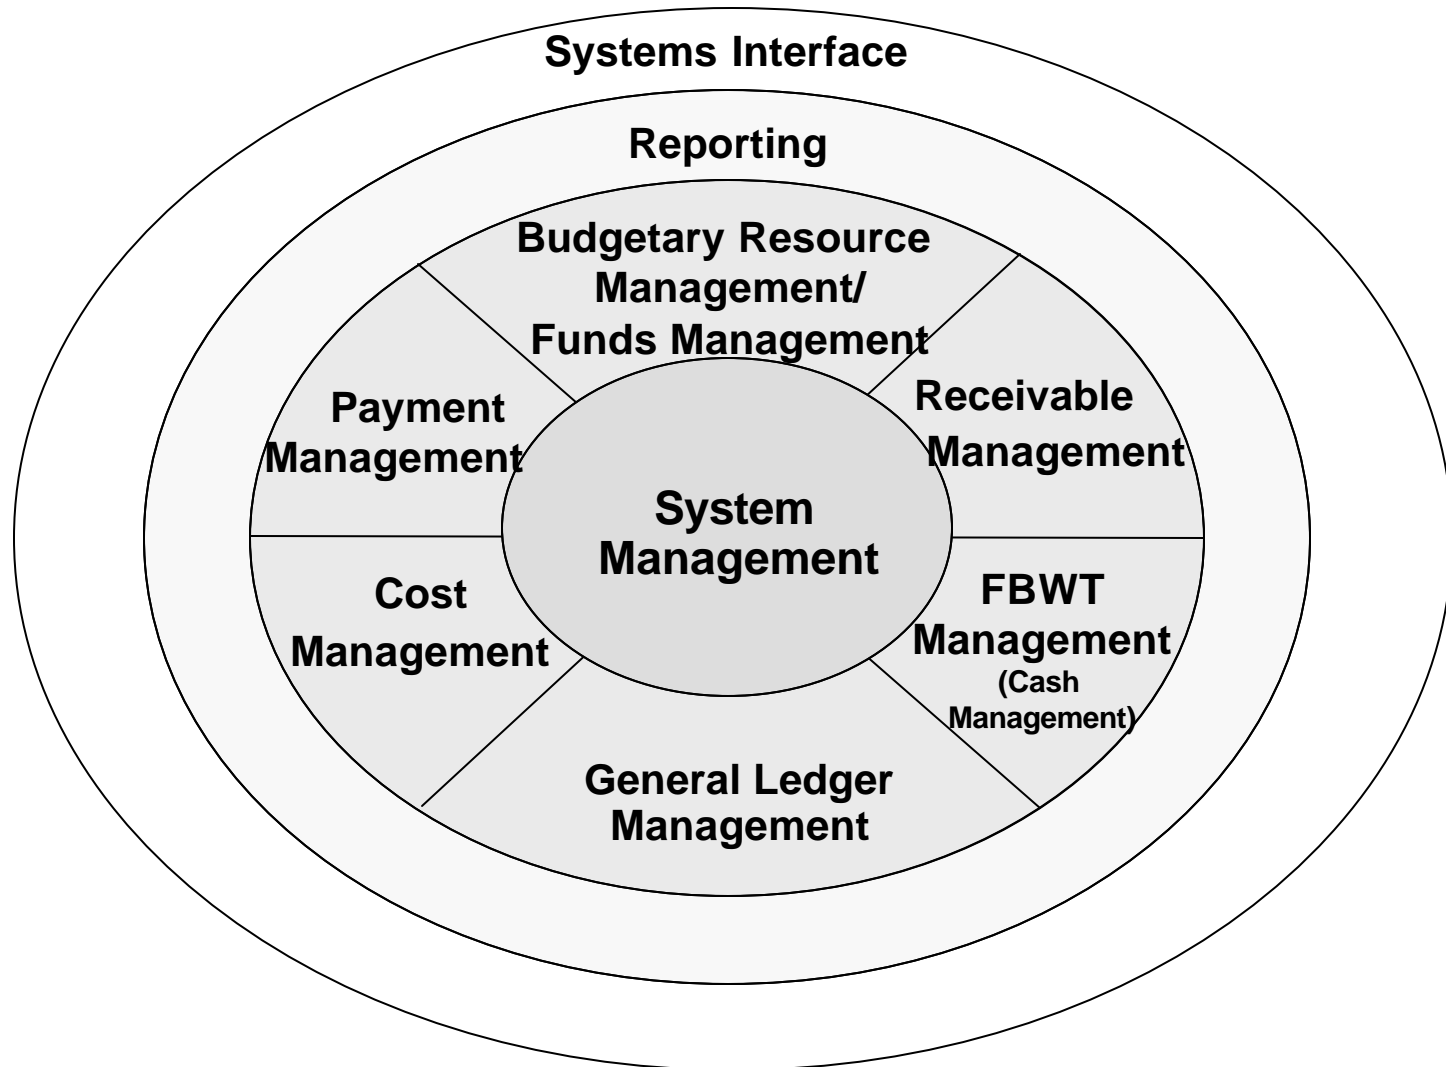 Systems Interface
Reporting
Budgetary Resource
Management/
Funds Management
Payment
Management
Receivable
Management
System
Management
Cost
Management
FBWT
Management
(Cash
Management)
General Ledger
Management